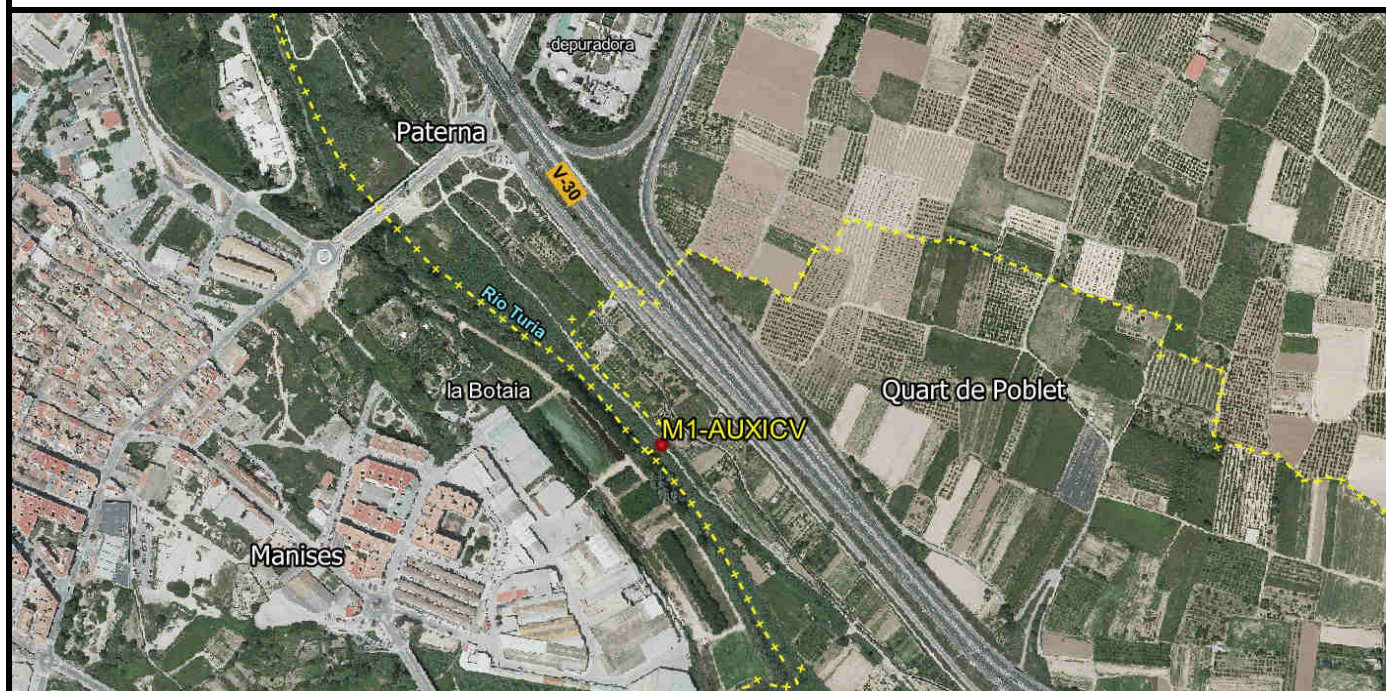 depuradora
Paterna
V-30
Río Turia
la Botaia
Quart de Poblet
M1-AUXICV
Manises